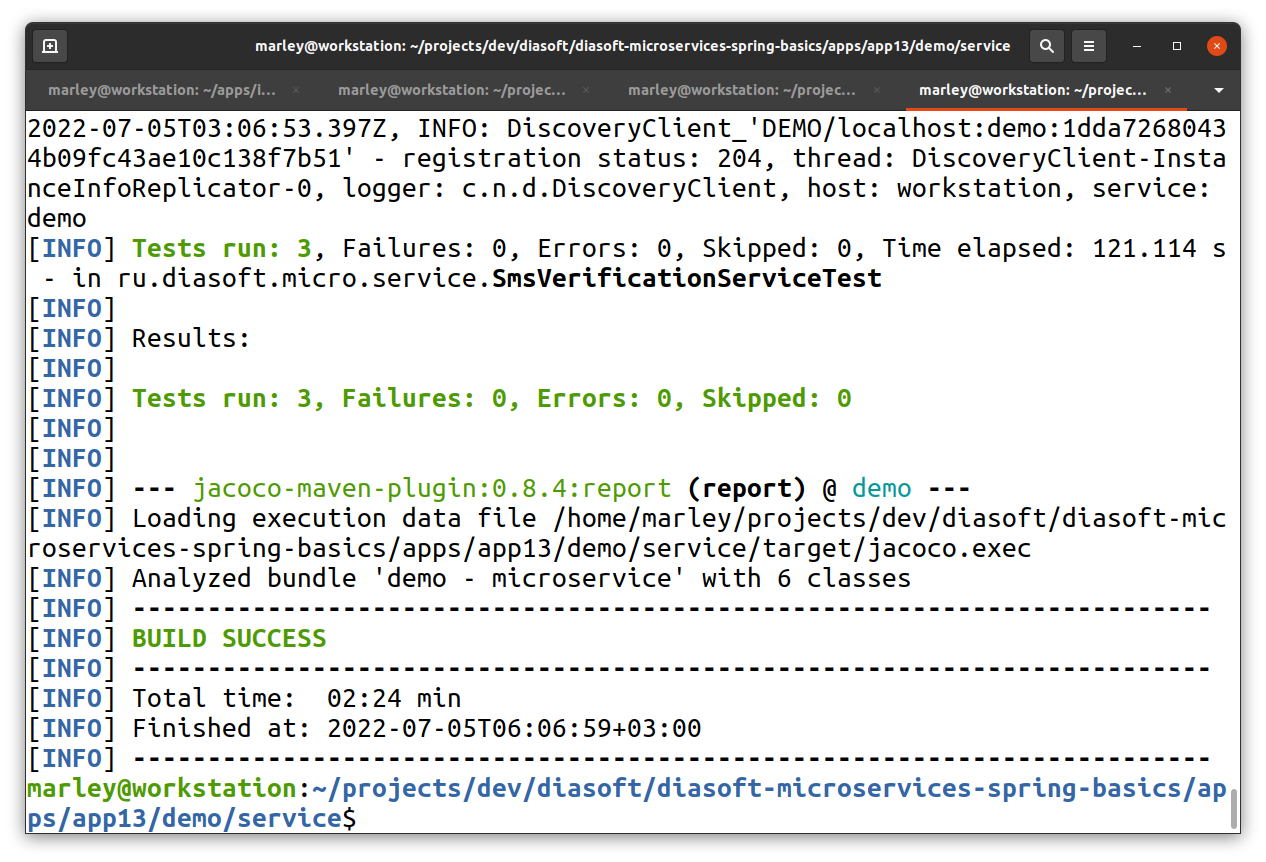 marley@workstation: ~/projects/dev/diasoft/diasoft-microservices-spring-basics/apps/app13/demo/service
marley@workstation: ~/apps/i... × marley@workstation: ~/projec... × marley@workstation: ~/projec... × marley@workstation: ~/projec... ×
2022-07-05T03:06:53.397Z, INFO: DiscoveryClient_'DEMO/localhost:demo:1dda7268043
4b09fc43ae10c138f7b51' - registration status: 204, thread: DiscoveryClient-Insta
nceInfoReplicator-0, logger: c.n.d.DiscoveryClient, host: workstation, service:
demo
[INFO] Tests run: 3, Failures: 0, Errors: 0, Skipped: 0, Time elapsed: 121.114 s
 - in ru.diasoft.micro.service.SmsVerificationServiceTest
[INFO]
[INFO] Results:
[INFO]
[INFO] Tests run: 3, Failures: 0, Errors: 0, Skipped: 0
[INFO]
[INFO]
[INFO] --- jacoco-maven-plugin:0.8.4:report (report) @ demo ---
[INFO] Loading execution data file /home/marley/projects/dev/diasoft/diasoft-mic
roservices-spring-basics/apps/app13/demo/service/target/jacoco.exec
[INFO] Analyzed bundle 'demo - microservice' with 6 classes
[INFO] ------------------------------------------------------------------------
[INFO] BUILD SUCCESS
[INFO] ------------------------------------------------------------------------
[INFO] Total time:  02:24 min
[INFO] Finished at: 2022-07-05T06:06:59+03:00
[INFO] ------------------------------------------------------------------------
marley@workstation:~/projects/dev/diasoft/diasoft-microservices-spring-basics/ap
ps/app13/demo/service$